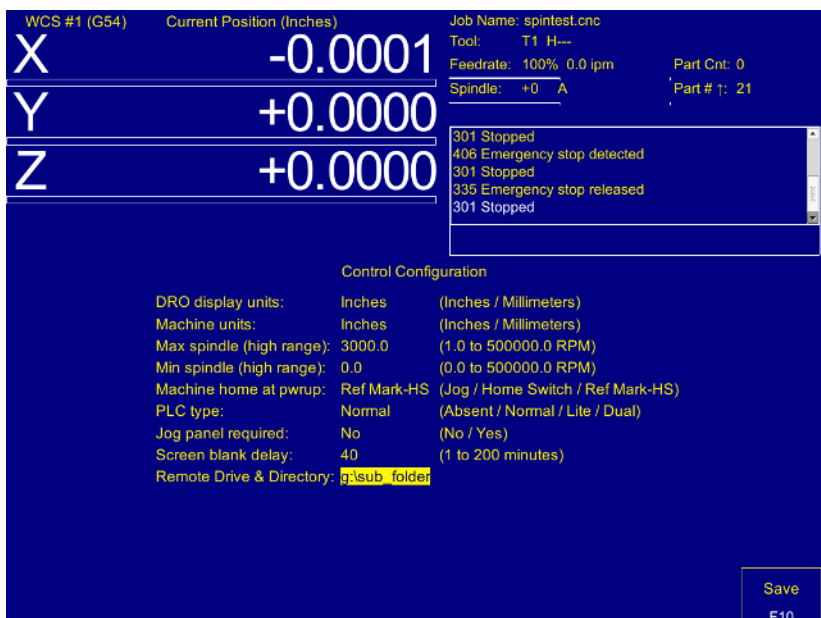 WCS #1 (G54) Current Position (Inches)
X -0.0001
Y +0.0000
Z +0.0000
Job Name: spintest.cnc
Tool: T1 H---
Feedrate: 100% 0.0 ipm Part Cnt: 0
Spindle: +0 A Part # ↑: 21
301 Stopped
406 Emergency stop detected
301 Stopped
335 Emergency stop released
301 Stopped
Control Configuration
DRO display units: Inches (Inches / Millimeters)
Machine units: Inches (Inches / Millimeters)
Max spindle (high range): 3000.0 (1.0 to 500000.0 RPM)
Min spindle (high range): 0.0 (0.0 to 500000.0 RPM)
Machine home at pwrup: Ref Mark-HS (Jog / Home Switch / Ref Mark-HS)
PLC type: Normal (Absent / Normal / Lite / Dual)
Jog panel required: No (No / Yes)
Screen blank delay: 40 (1 to 200 minutes)
Remote Drive & Directory: g:\sub_folder
Save
F10